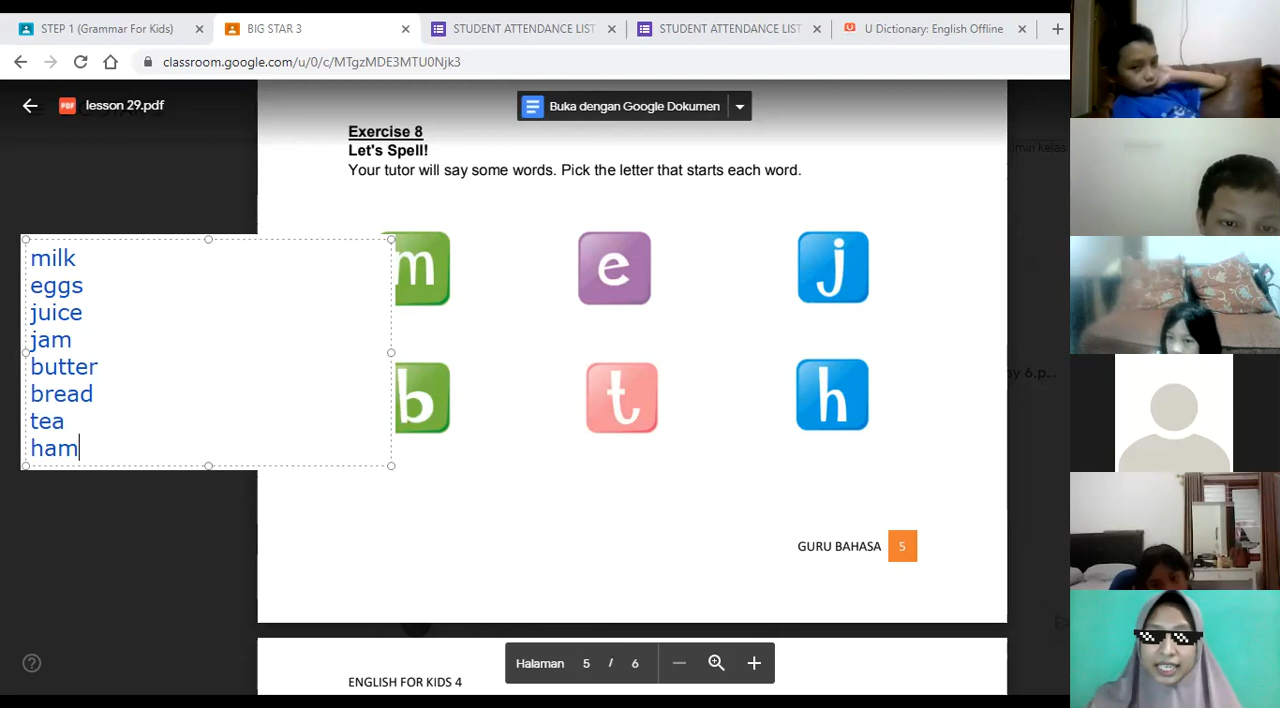 STEP 1 (Grammar For Kids)
BIG STAR 3
STUDENT ATTENDANCE LIST
STUDENT ATTENDANCE LIST
U Dictionary: English Offline
classroom.google.com/u/0/c/MTgzMDE3MTU0Njk3
PDF
lesson 29.pdf
Buka dengan Google Dokumen
Exercise 8
Let's Spell!
Your tutor will say some words. Pick the letter that starts each word.
milk
eggs
juice
jam
butter
bread
tea
ham
m
e
j
b
t
h
GURU BAHASA 5
Halaman 5 / 6
ENGLISH FOR KIDS 4